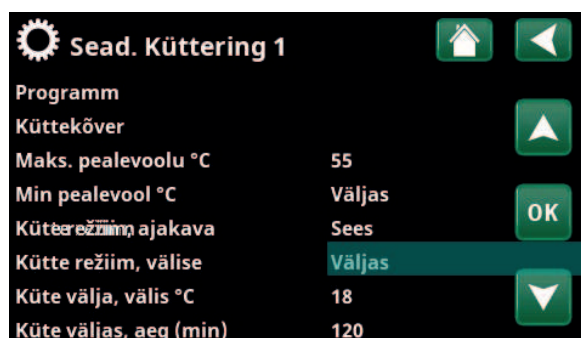 Sead. Küttering 1
Programm
Küttekõver
Maks. pealevoolu °C 55
Min pealevool °C Väljas
ajakava Sees
Kütte režiim, välise Väljas
OK
Küte välja, välis °C 18
Küte väljas, aeg (min) 120